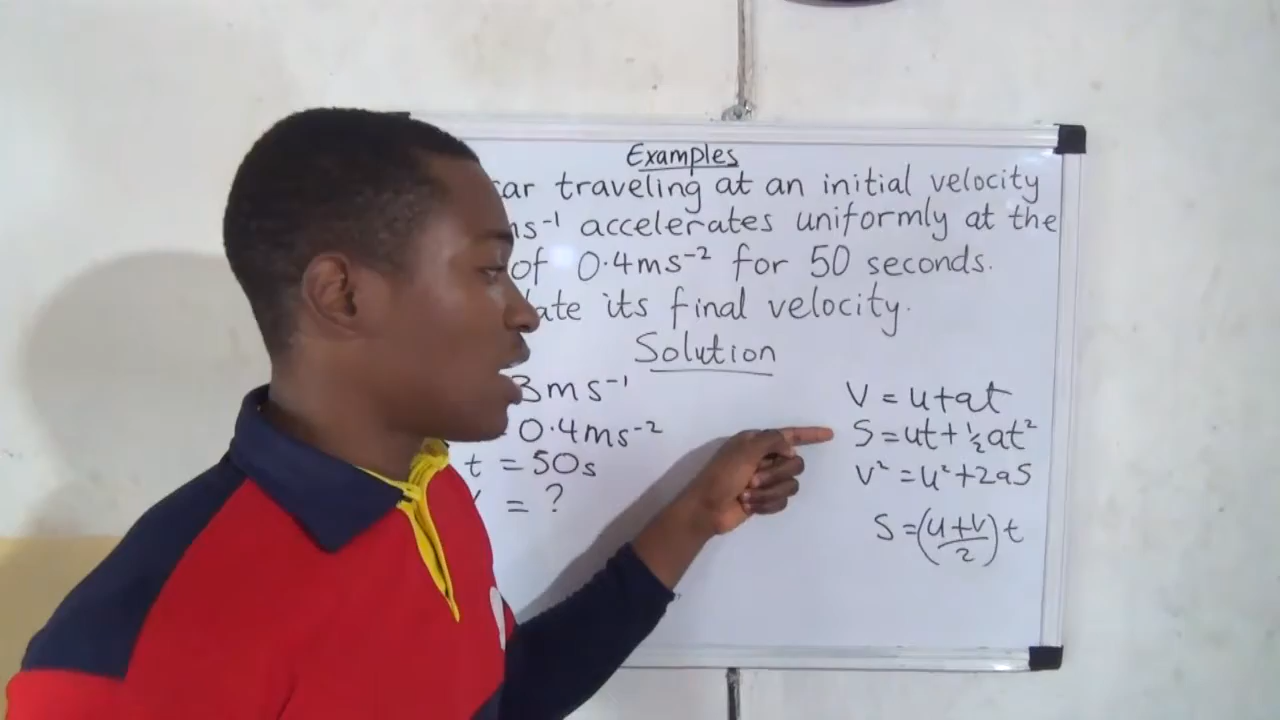 Examples
car traveling at an initial velocity
ms⁻¹ accelerates uniformly at the
of 0.4ms⁻² for 50 seconds.
its final velocity.
Solution
3ms⁻¹
0.4ms⁻²
t = 50s
= ?
V = u+at
S = ut+½at²
V² = u²+2aS
S = (u+v/2)t